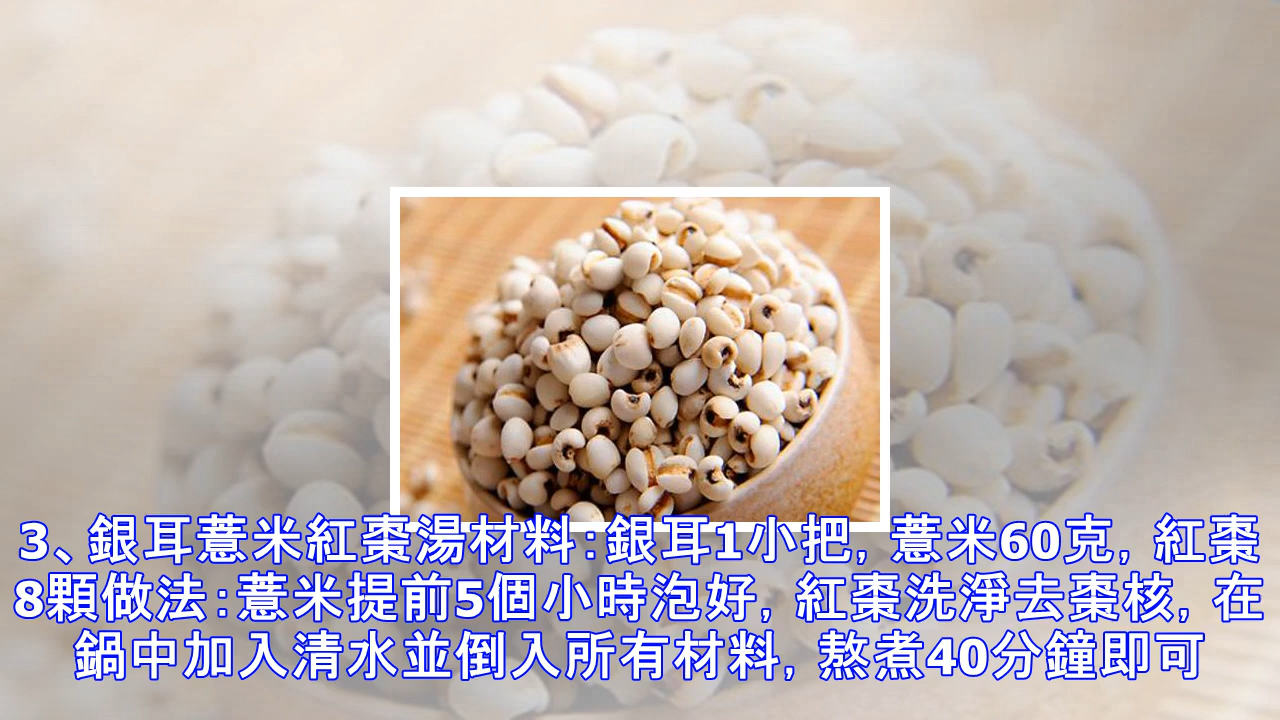 3、銀耳薏米紅棗湯材料:銀耳1小把, 薏米60克, 紅棗
8顆做法:薏米提前5個小時泡好, 紅棗洗淨去棗核, 在
鍋中加入清水並倒入所有材料, 熬煮40分鐘即可